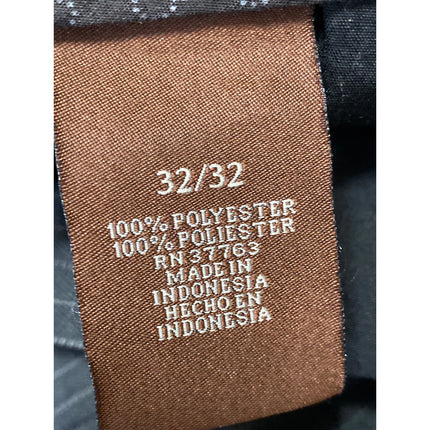 32/32
100% POLYESTER
100% POLIESTER
RN 37763
MADE IN
INDONESIA
HECHO EN
INDONESIA